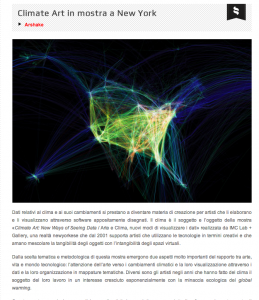 Climate Art in mostra a New York
Arshake
Dati relativi al clima e ai suoi cambiamenti si prestano a diventare materia di creazione per artisti che li elaborano
e li visualizzano attraverso software appositamente disegnati. Il clima è il soggetto e l'oggetto della mostra
«Climate Art: New Ways of Seeing Data / Arte e Clima, nuovi modi di visualizzare i dati» realizzata da IMC Lab +
Gallery, una realtà newyorkese che dal 2001 supporta artisti che utilizzano le tecnologie in termini creativi e che
amano mescolare la tangibilità degli oggetti con l'intangibilità degli spazi virtuali.
Dalla scelta tematica e metodologica di questa mostra emergono due aspetti molto importanti del rapporto tra arte,
vita e mondo tecnologico: l'attenzione dell'arte verso i cambiamenti climatici e la loro visualizzazione attraverso i
dati e la loro organizzazione in mappature tematiche. Diversi sono gli artisti negli anni che hanno fatto del clima il
soggetto del loro lavoro in un interesse cresciuto esponenzialmente con la minaccia ecologica del global
warming.